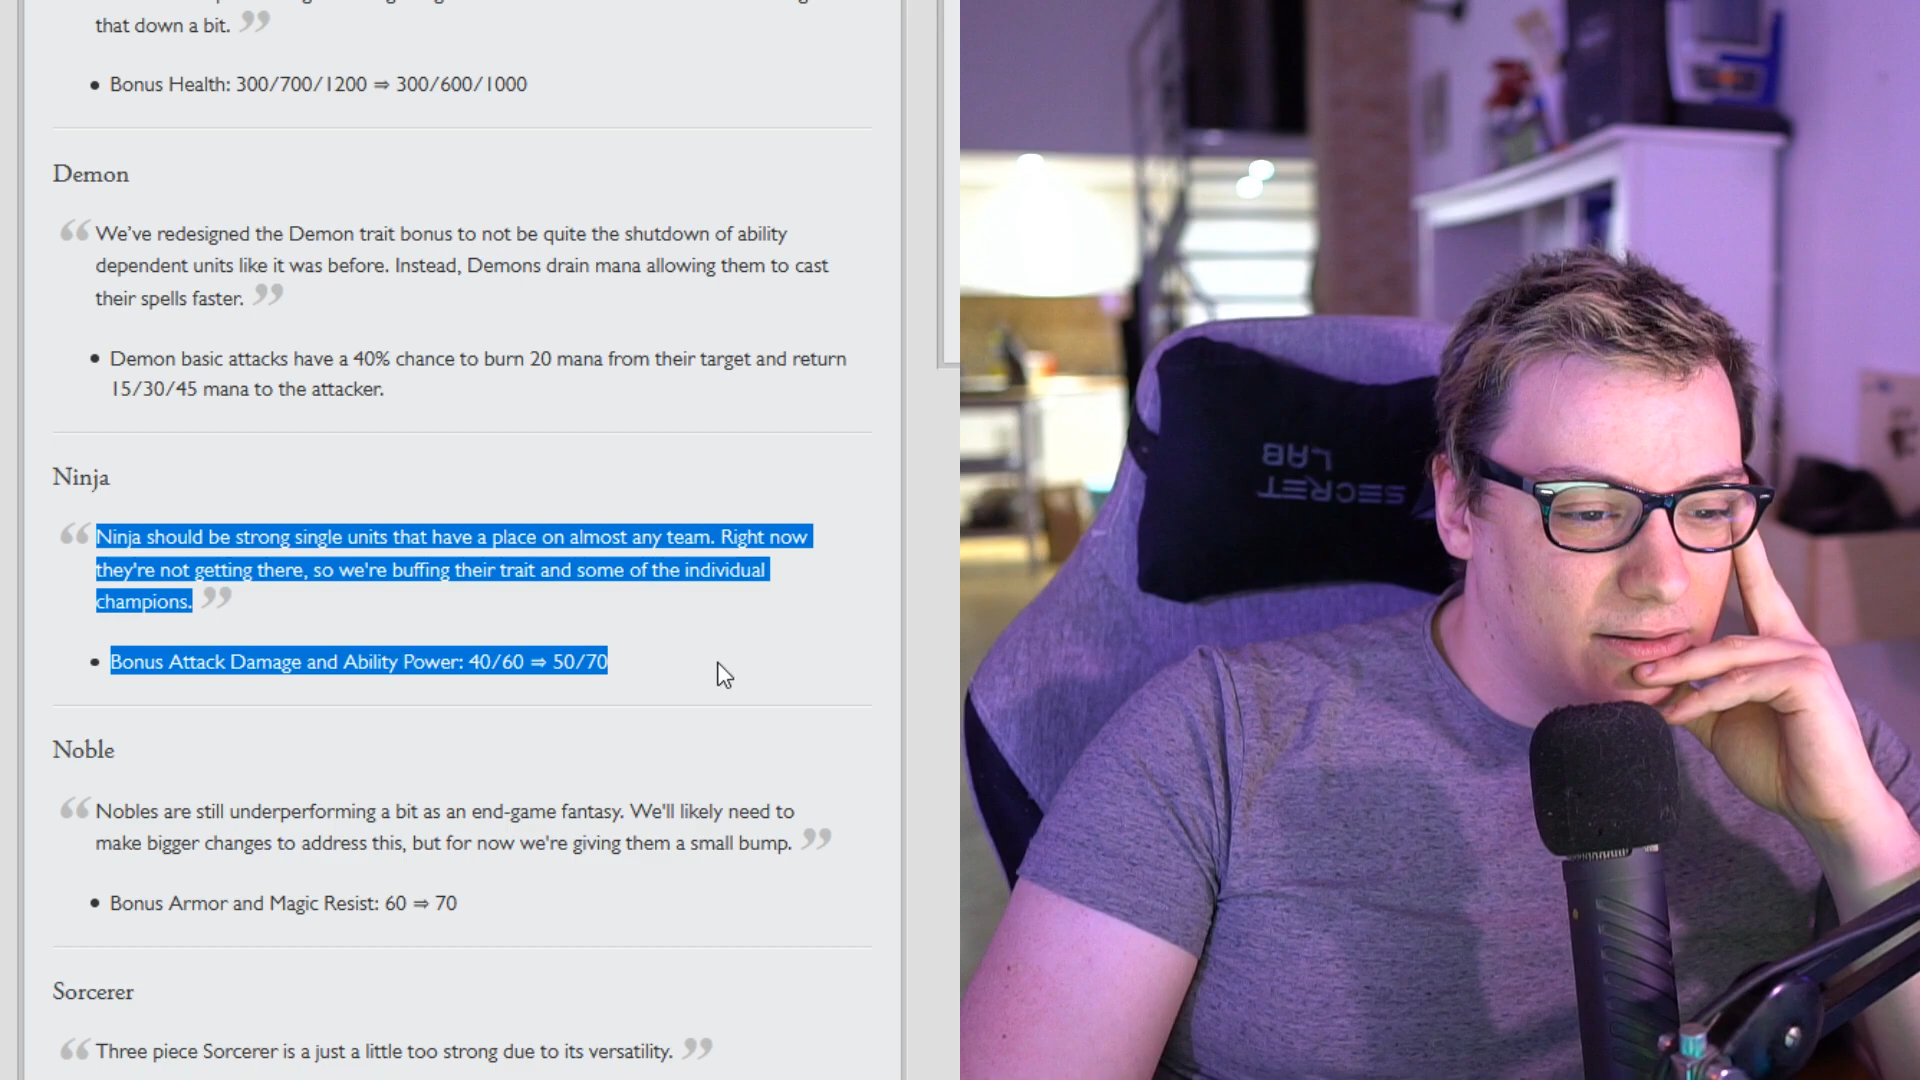 that down a bit. ”
• Bonus Health: 300/700/1200 ⇒ 300/600/1000
Demon
“ We’ve redesigned the Demon trait bonus to not be quite the shutdown of ability
dependent units like it was before. Instead, Demons drain mana allowing them to cast
their spells faster. ”
• Demon basic attacks have a 40% chance to burn 20 mana from their target and return
15/30/45 mana to the attacker.
Ninja
“ Ninja should be strong single units that have a place on almost any team. Right now
they're not getting there, so we're buffing their trait and some of the individual
champions. ”
• Bonus Attack Damage and Ability Power: 40/60 ⇒ 50/70
Noble
“ Nobles are still underperforming a bit as an end-game fantasy. We'll likely need to
make bigger changes to address this, but for now we're giving them a small bump. ”
• Bonus Armor and Magic Resist: 60 ⇒ 70
Sorcerer
“ Three piece Sorcerer is a just a little too strong due to its versatility. ”
SECRET
LAB